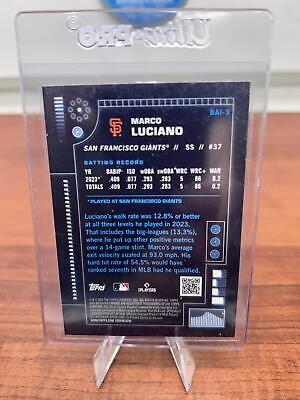 Ultra-PRO
BAI-3
MARCO
LUCIANO
SAN FRANCISCO GIANTS® // SS // #37
BATTING RECORD
YR BABIP† ISO wOBA xwOBA† WRC WRC+ WAR
2023* .409 .077 .293 .283 5 86 0.2
TOTALS .409 .077 .293 .283 5 86 0.2
*PLAYED AT SAN FRANCISCO GIANTS
Luciano's walk rate was 12.8% or better
at all three levels he played in 2023.
That includes the big-leagues (13.3%),
where he put up other positive metrics
over a 14-game stint. Marco's average
exit velocity sizzled at 93.0 mph. His
hard hit rate of 54.5% would have
ranked seventh in MLB had he qualified.
Topps
PLAYERS